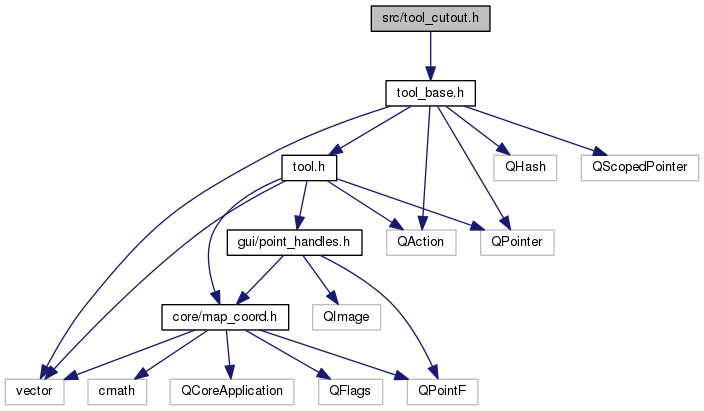 src/tool_cutout.h
tool_base.h
tool.h
QHash
QScopedPointer
gui/point_handles.h
QAction
QPointer
core/map_coord.h
QImage
vector
cmath
QCoreApplication
QFlags
QPointF